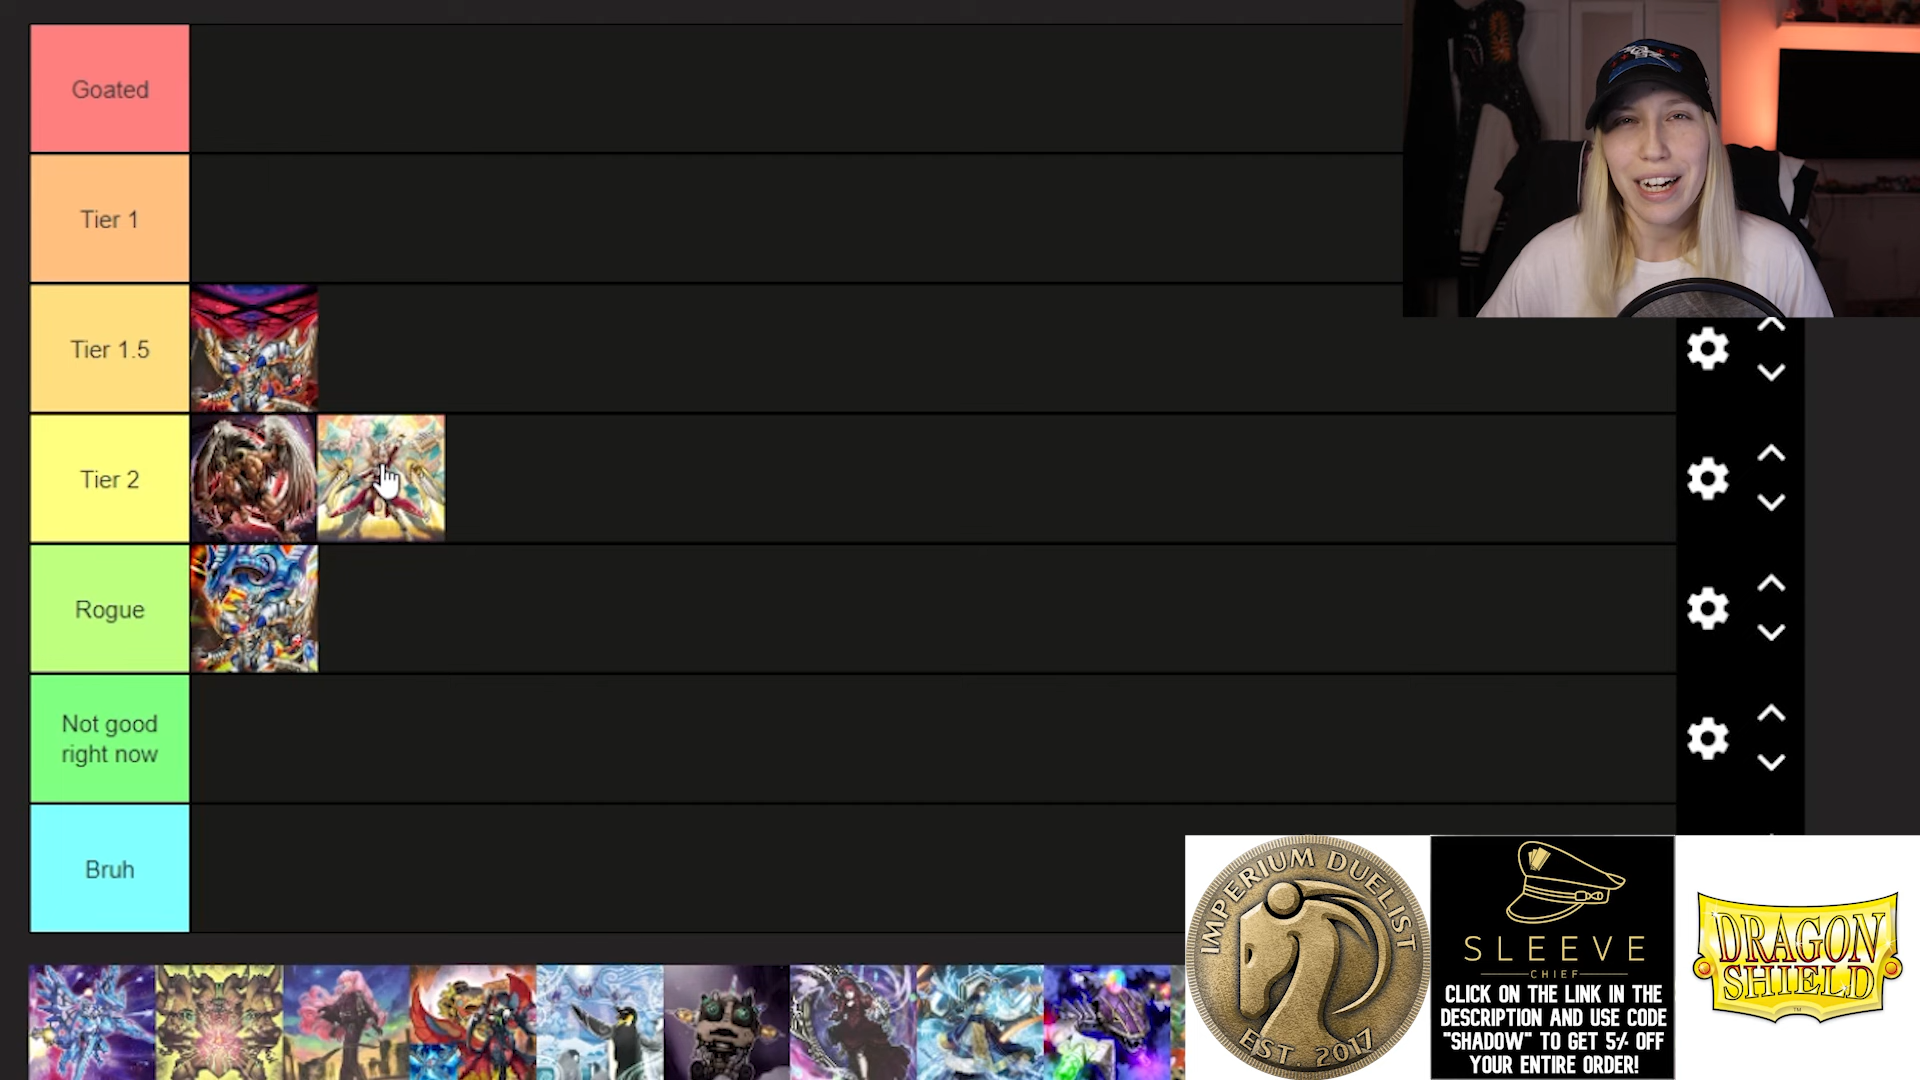 Goated
Tier 1
Tier 1.5
Tier 2
Rogue
Not good
right now
Bruh
IMPERIUM DUELIST
EST. 2017
SLEEVE
CHIEF
CLICK ON THE LINK IN THE
DESCRIPTION AND USE CODE
"SHADOW" TO GET 5% OFF
YOUR ENTIRE ORDER!
DRAGON
SHIELD
TM